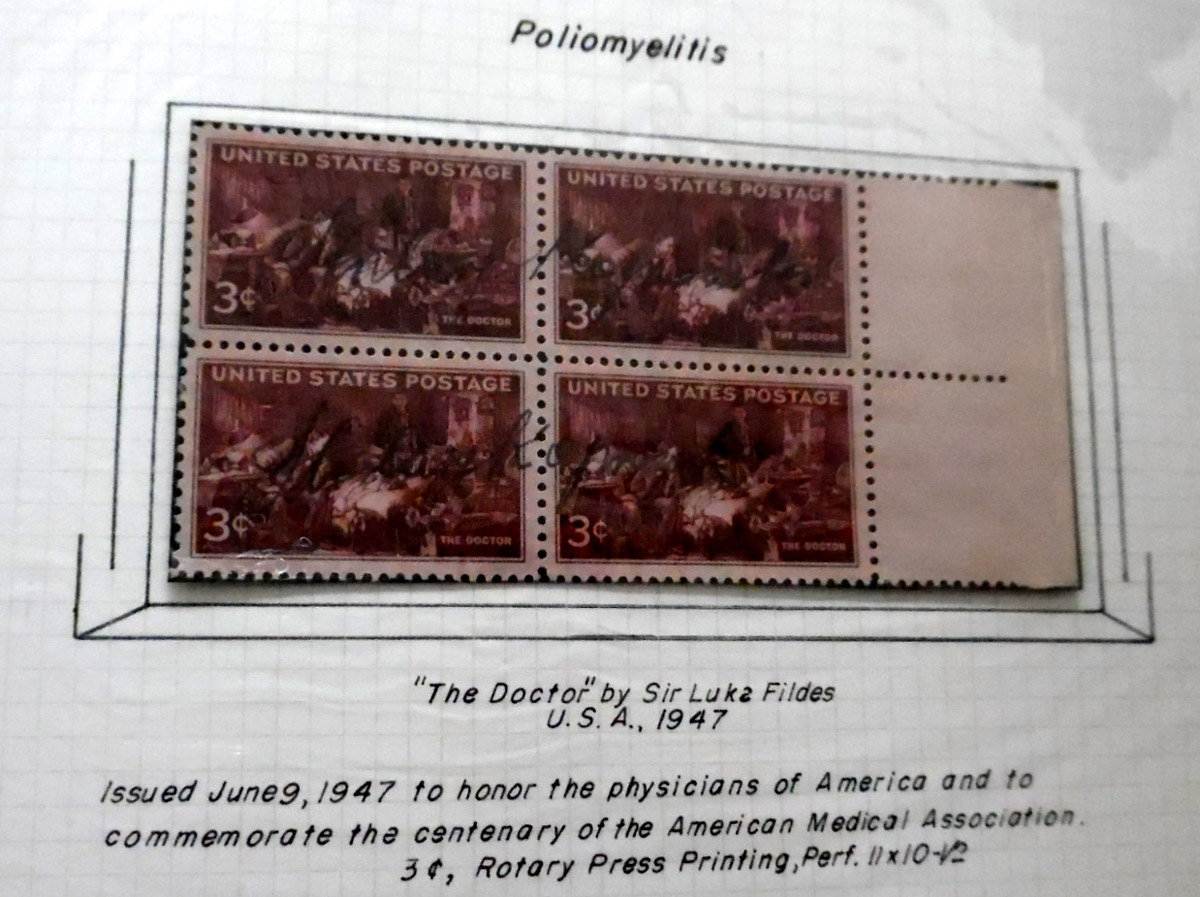 Poliomyelitis
UNITED STATES POSTAGE
3¢
THE DOCTOR
UNITED STATES POSTAGE
3¢
THE DOCTOR
UNITED STATES POSTAGE
3¢
THE DOCTOR
UNITED STATES POSTAGE
3¢
THE DOCTOR
"The Doctor" by Sir Luke Fildes
U.S.A., 1947
Issued June 9, 1947 to honor the physicians of America and to
commemorate the centenary of the American Medical Association.
3¢, Rotary Press Printing, Perf. 11x10-1/2